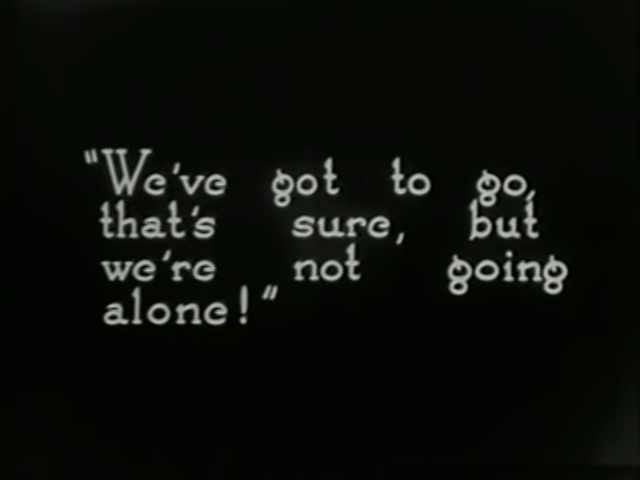 "We've got to go,
that's sure, but
we're not going
alone!"